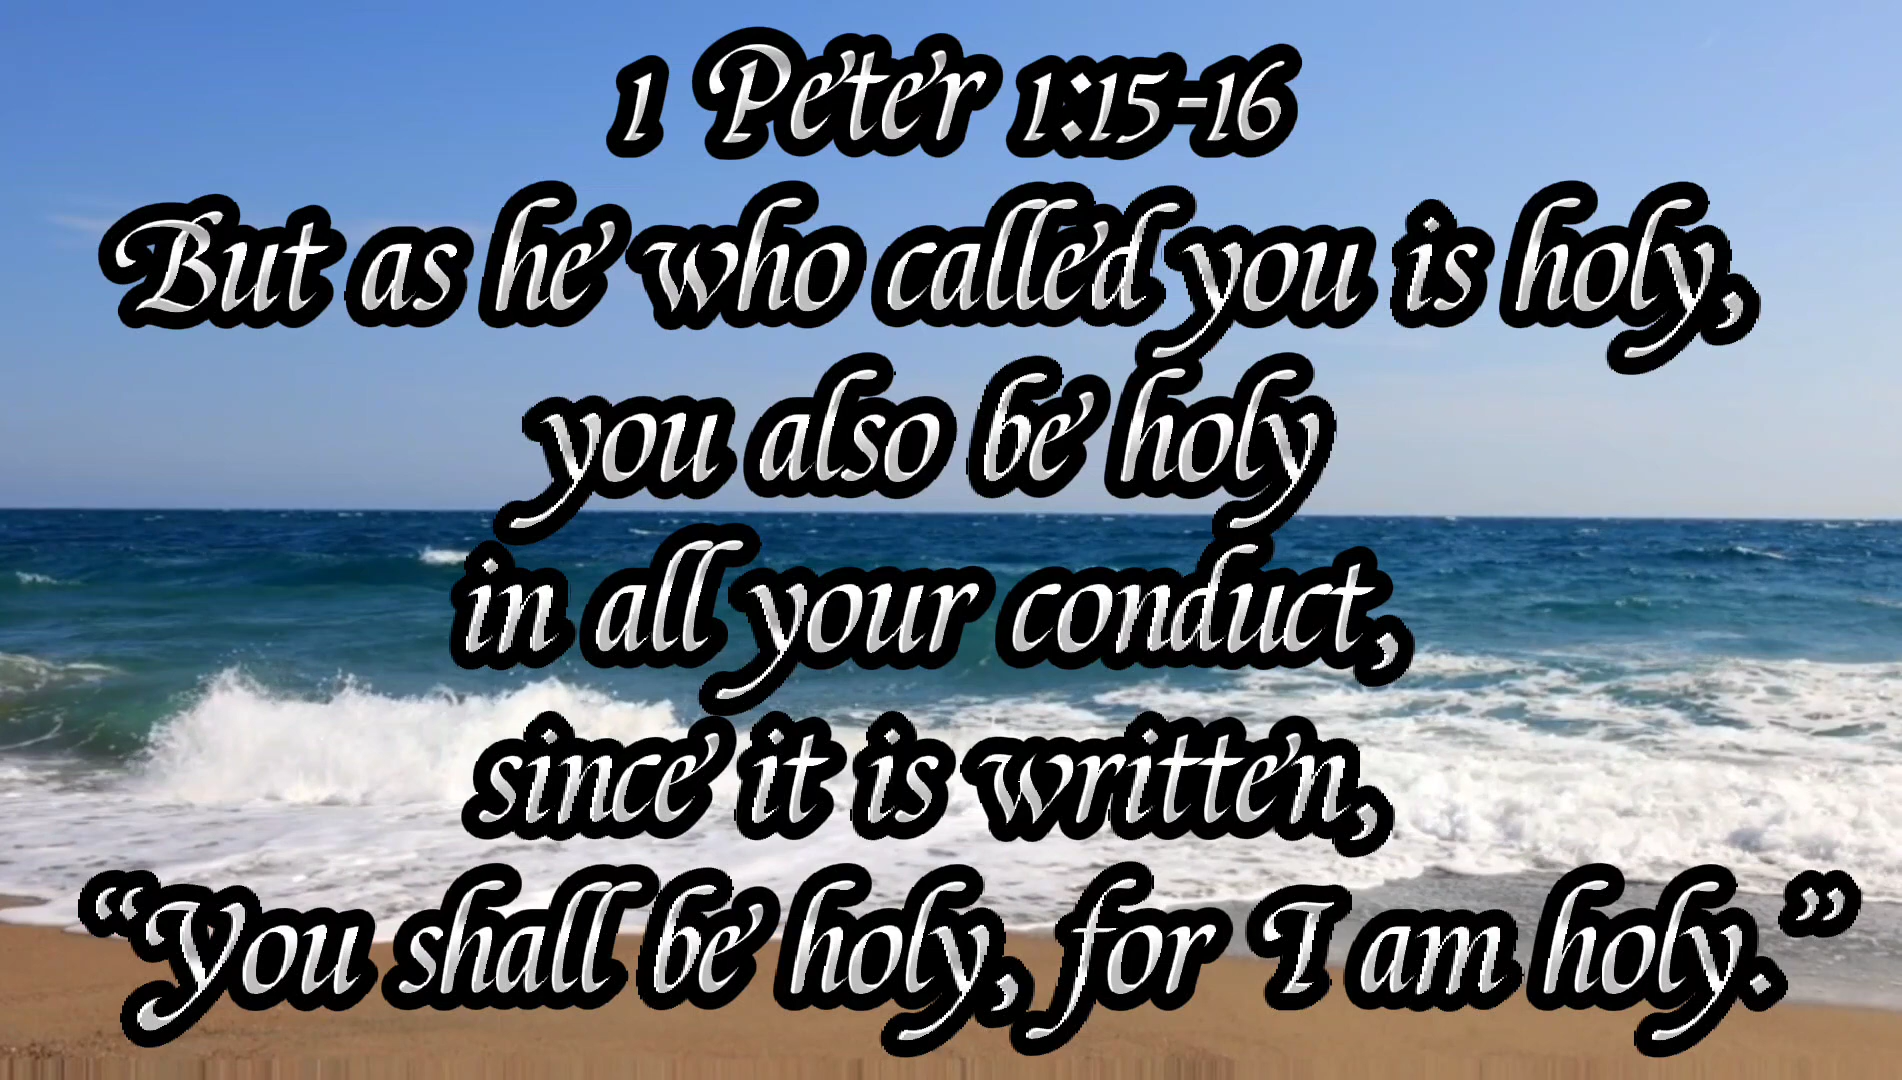 1 Peter 1:15-16
But as he who called you is holy,
you also be holy
in all your conduct,
since it is written,
“You shall be holy, for I am holy.”